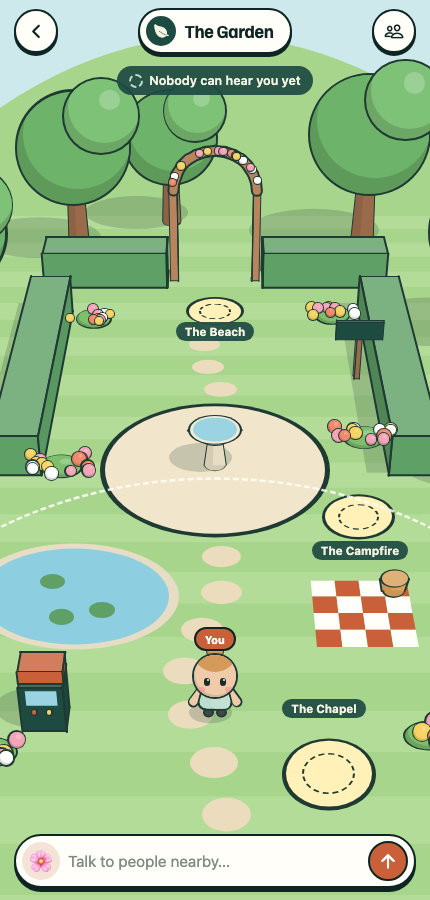 The Garden
Nobody can hear you yet
The Beach
The Campfire
You
The Chapel
Talk to people nearby...